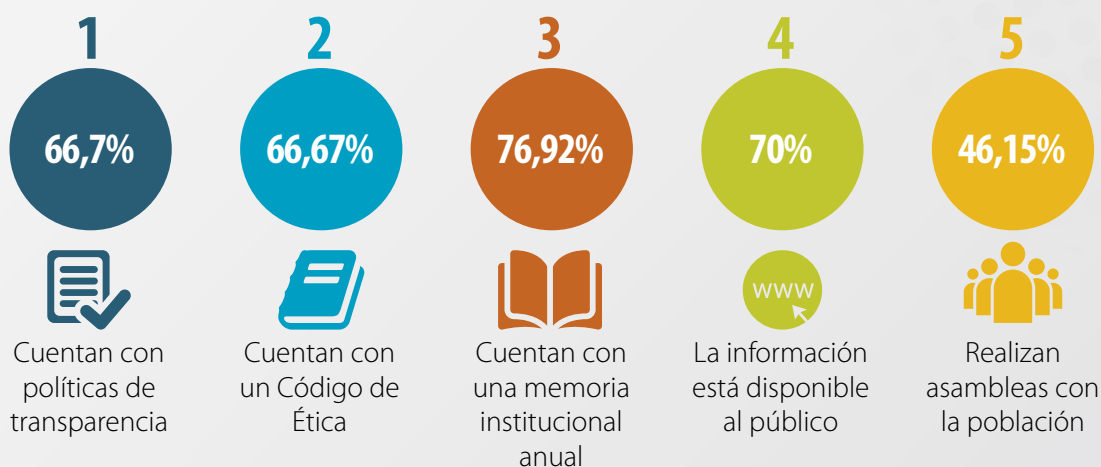 1
66,7%
Cuentan con
políticas de
transparencia
2
66,67%
Cuentan con
un Código de
Ética
3
76,92%
Cuentan con
una memoria
institucional
anual
4
70%
www
La información
está disponible
al público
5
46,15%
Realizan
asambleas con
la población